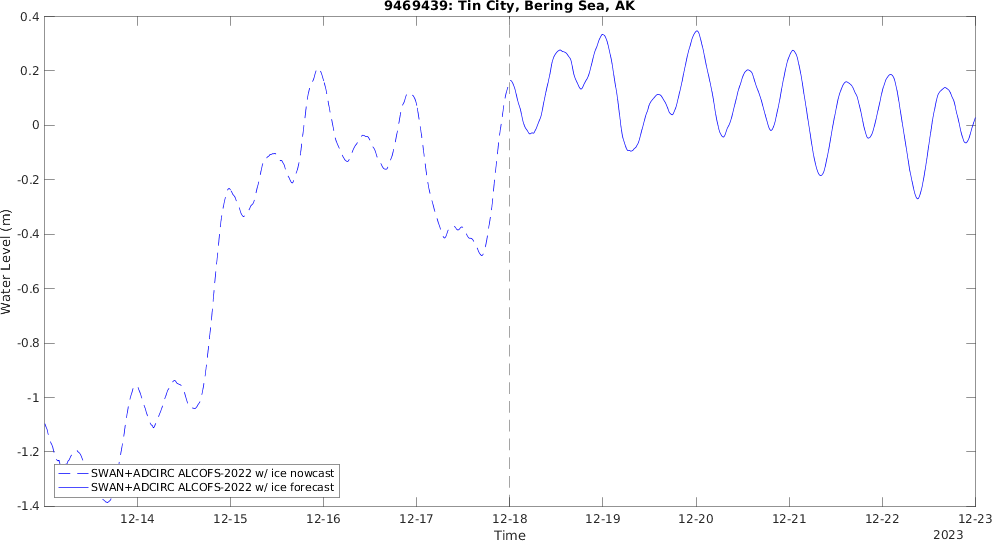 9469439: Tin City, Bering Sea, AK
0.4
0.2
0
-0.2
-0.4
-0.6
-0.8
-1
-1.2
-1.4
Water Level (m)
SWAN+ADCIRC ALCOFS-2022 w/ ice nowcast
SWAN+ADCIRC ALCOFS-2022 w/ ice forecast
12-14 12-15 12-16 12-17 12-18 12-19 12-20 12-21 12-22 12-23
Time
2023